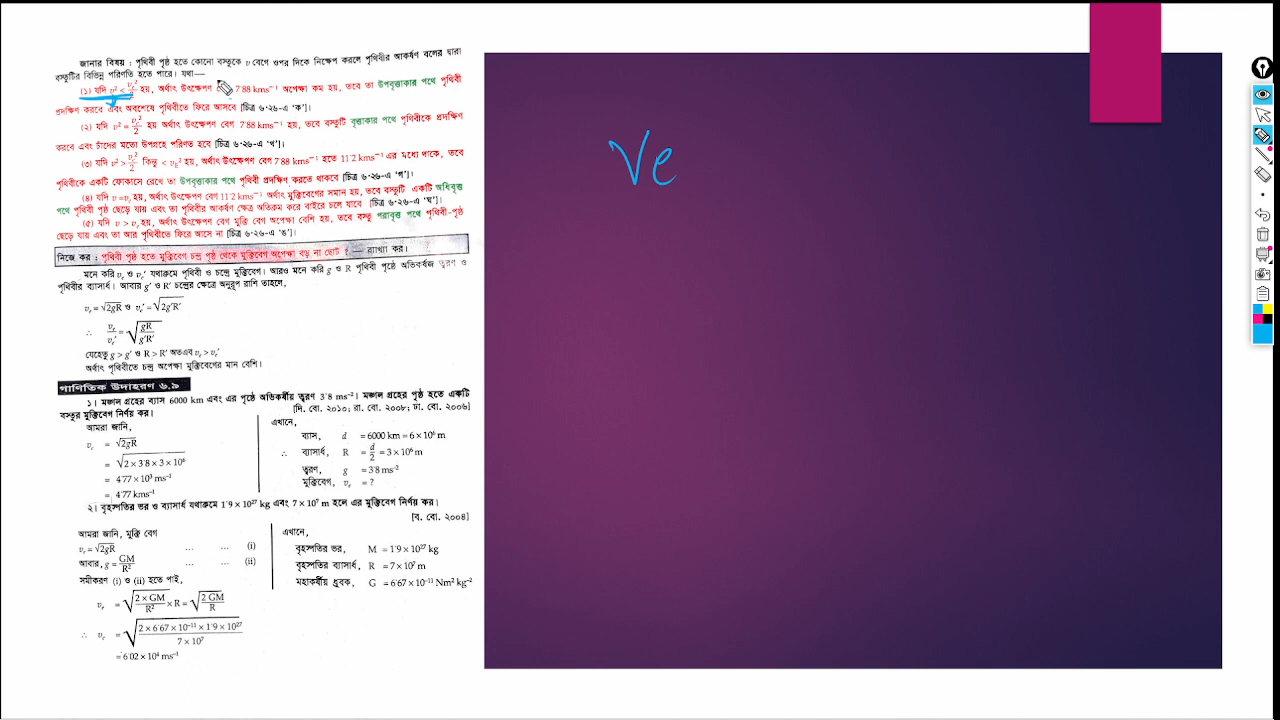 জানার বিষয় : পৃথিবী পৃষ্ঠ হতে কোনো বস্তুকে v বেগে ওপর দিকে নিক্ষেপ করলে পৃথিবীর আকর্ষণ বলের দ্বারা
বস্তুটির বিভিন্ন পরিণতি হতে পারে। যথা—
(১) যদি v² < vₑ²/2 হয়, অর্থাৎ উৎক্ষেপণ 7·88 kms⁻¹ অপেক্ষা কম হয়, তবে তা উপবৃত্তাকার পথে পৃথিবী
প্রদক্ষিণ করবে এবং অবশেষে পৃথিবীতে ফিরে আসবে [চিত্র ৬·২৬-এ ‘ক’]।
(২) যদি v² = vₑ²/2 হয় অর্থাৎ উৎক্ষেপণ বেগ 7·88 kms⁻¹ হয়, তবে বস্তুটি বৃত্তাকার পথে পৃথিবীকে প্রদক্ষিণ
করবে এবং চাঁদের মতো উপগ্রহে পরিণত হবে [চিত্র ৬·২৬-এ ‘খ’]।
(৩) যদি v² > vₑ²/2 কিন্তু < vₑ² হয়, অর্থাৎ উৎক্ষেপণ বেগ 7·88 kms⁻¹ হতে 11·2 kms⁻¹ এর মধ্যে থাকে, তবে
পৃথিবীকে একটি ফোকাসে রেখে তা উপবৃত্তাকার পথে পৃথিবী প্রদক্ষিণ করতে থাকবে [চিত্র ৬·২৬-এ ‘গ’]।
(৪) যদি v = vₑ হয়, অর্থাৎ উৎক্ষেপণ বেগ 11·2 kms⁻¹ অর্থাৎ মুক্তিবেগের সমান হয়, তবে বস্তুটি একটি অধিবৃত্ত
পথে পৃথিবী পৃষ্ঠ ছেড়ে যায় এবং তা পৃথিবীর আকর্ষণ ক্ষেত্র অতিক্রম করে বাইরে চলে যাবে [চিত্র ৬·২৬-এ ‘ঘ’]।
(৫) যদি v > vₑ হয়, অর্থাৎ উৎক্ষেপণ বেগ মুক্তি বেগ অপেক্ষা বেশি হয়, তবে বস্তু পরাবৃত্ত পথে পৃথিবী-পৃষ্ঠ
ছেড়ে যায় এবং তা আর পৃথিবীতে ফিরে আসে না [চিত্র ৬·২৬-এ ‘ঙ’]।
নিজে কর : পৃথিবী পৃষ্ঠ হতে মুক্তিবেগ চন্দ্র পৃষ্ঠ থেকে মুক্তিবেগ অপেক্ষা বড় না ছোট ? — ব্যাখ্যা কর।
মনে করি vₑ ও vₑ′ যথাক্রমে পৃথিবী ও চন্দ্রে মুক্তিবেগ। আরও মনে করি g ও R পৃথিবী পৃষ্ঠে অভিকর্ষজ ত্বরণ ও
পৃথিবীর ব্যাসার্ধ। আবার g′ ও R′ চন্দ্রের ক্ষেত্রে অনুরূপ রাশি তাহলে,
vₑ = √2gR ও vₑ′ = √2g′R′
∴ vₑ/vₑ′ = √(gR/g′R′)
যেহেতু g > g′ ও R > R′ অতএব vₑ > vₑ′
অর্থাৎ পৃথিবীতে চন্দ্র অপেক্ষা মুক্তিবেগের মান বেশি।
গাণিতিক উদাহরণ ৬.৯
১। মঙ্গল গ্রহের ব্যাস 6000 km এবং এর পৃষ্ঠে অভিকর্ষীয় ত্বরণ 3·8 ms⁻²। মঙ্গল গ্রহের পৃষ্ঠ হতে একটি
বস্তুর মুক্তিবেগ নির্ণয় কর।
[দি. বো. ২০১০; রা. বো. ২০০৮; ঢা. বো. ২০০৬]
আমরা জানি,
vₑ = √2gR
= √(2 × 3·8 × 3 × 10⁶)
= 4·77 × 10³ ms⁻¹
= 4·77 kms⁻¹
এখানে,
ব্যাস, d = 6000 km = 6 × 10⁶ m
∴ ব্যাসার্ধ, R = d/2 = 3 × 10⁶ m
ত্বরণ, g = 3·8 ms⁻²
মুক্তিবেগ, vₑ = ?
২। বৃহস্পতির ভর ও ব্যাসার্ধ যথাক্রমে 1·9 × 10²⁷ kg এবং 7 × 10⁷ m হলে এর মুক্তিবেগ নির্ণয় কর।
[ব. বো. ২০০৪]
আমরা জানি, মুক্তি বেগ
vₑ = √2gR ... ... (i)
আবার, g = GM/R² ... ... (ii)
সমীকরণ (i) ও (ii) হতে পাই,
vₑ = √(2 × GM/R² × R) = √(2 GM/R)
∴ vₑ = √(2 × 6·67 × 10⁻¹¹ × 1·9 × 10²⁷ / 7 × 10⁷)
= 6·02 × 10⁴ ms⁻¹
এখানে,
বৃহস্পতির ভর, M = 1·9 × 10²⁷ kg
বৃহস্পতির ব্যাসার্ধ, R = 7 × 10⁷ m
মহাকর্ষীয় ধ্রুবক, G = 6·67 × 10⁻¹¹ Nm² kg⁻²
Ve